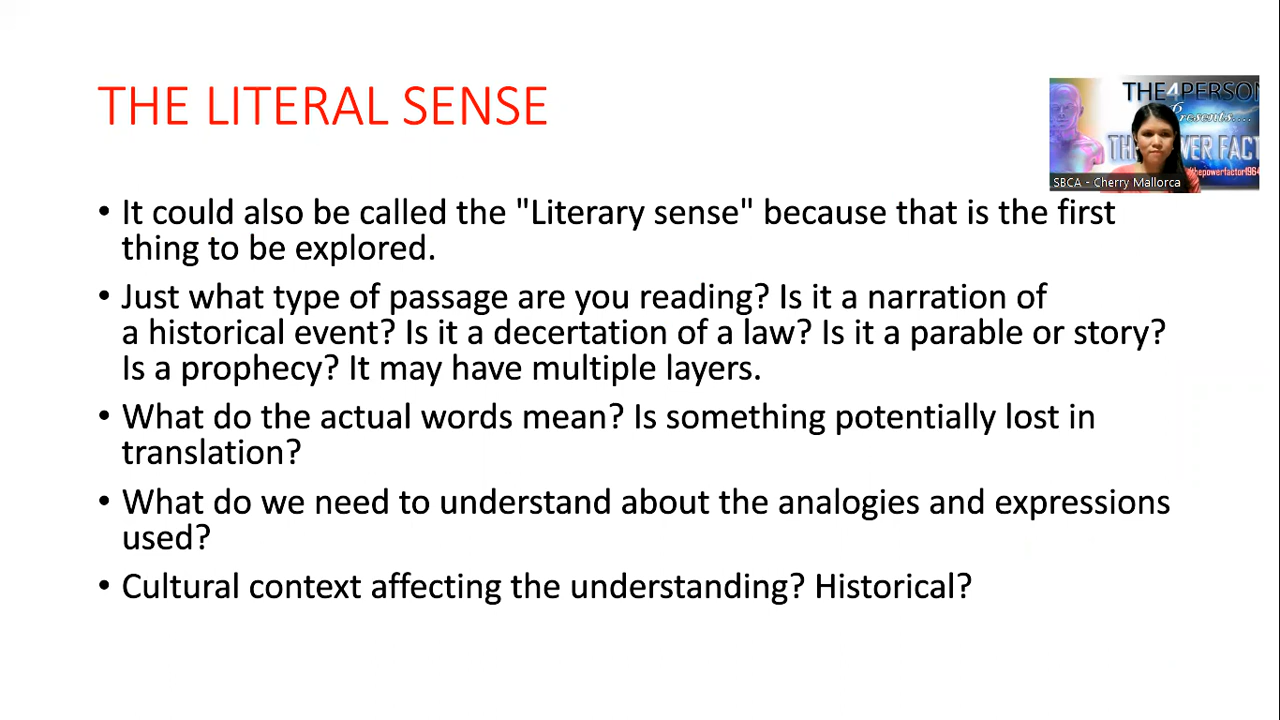 THE LITERAL SENSE
THE4PERSON
Presents....
SBCA - Cherry Mallorca
• It could also be called the "Literary sense" because that is the first
thing to be explored.
• Just what type of passage are you reading? Is it a narration of
a historical event? Is it a decertation of a law? Is it a parable or story?
Is a prophecy? It may have multiple layers.
• What do the actual words mean? Is something potentially lost in
translation?
• What do we need to understand about the analogies and expressions
used?
• Cultural context affecting the understanding? Historical?